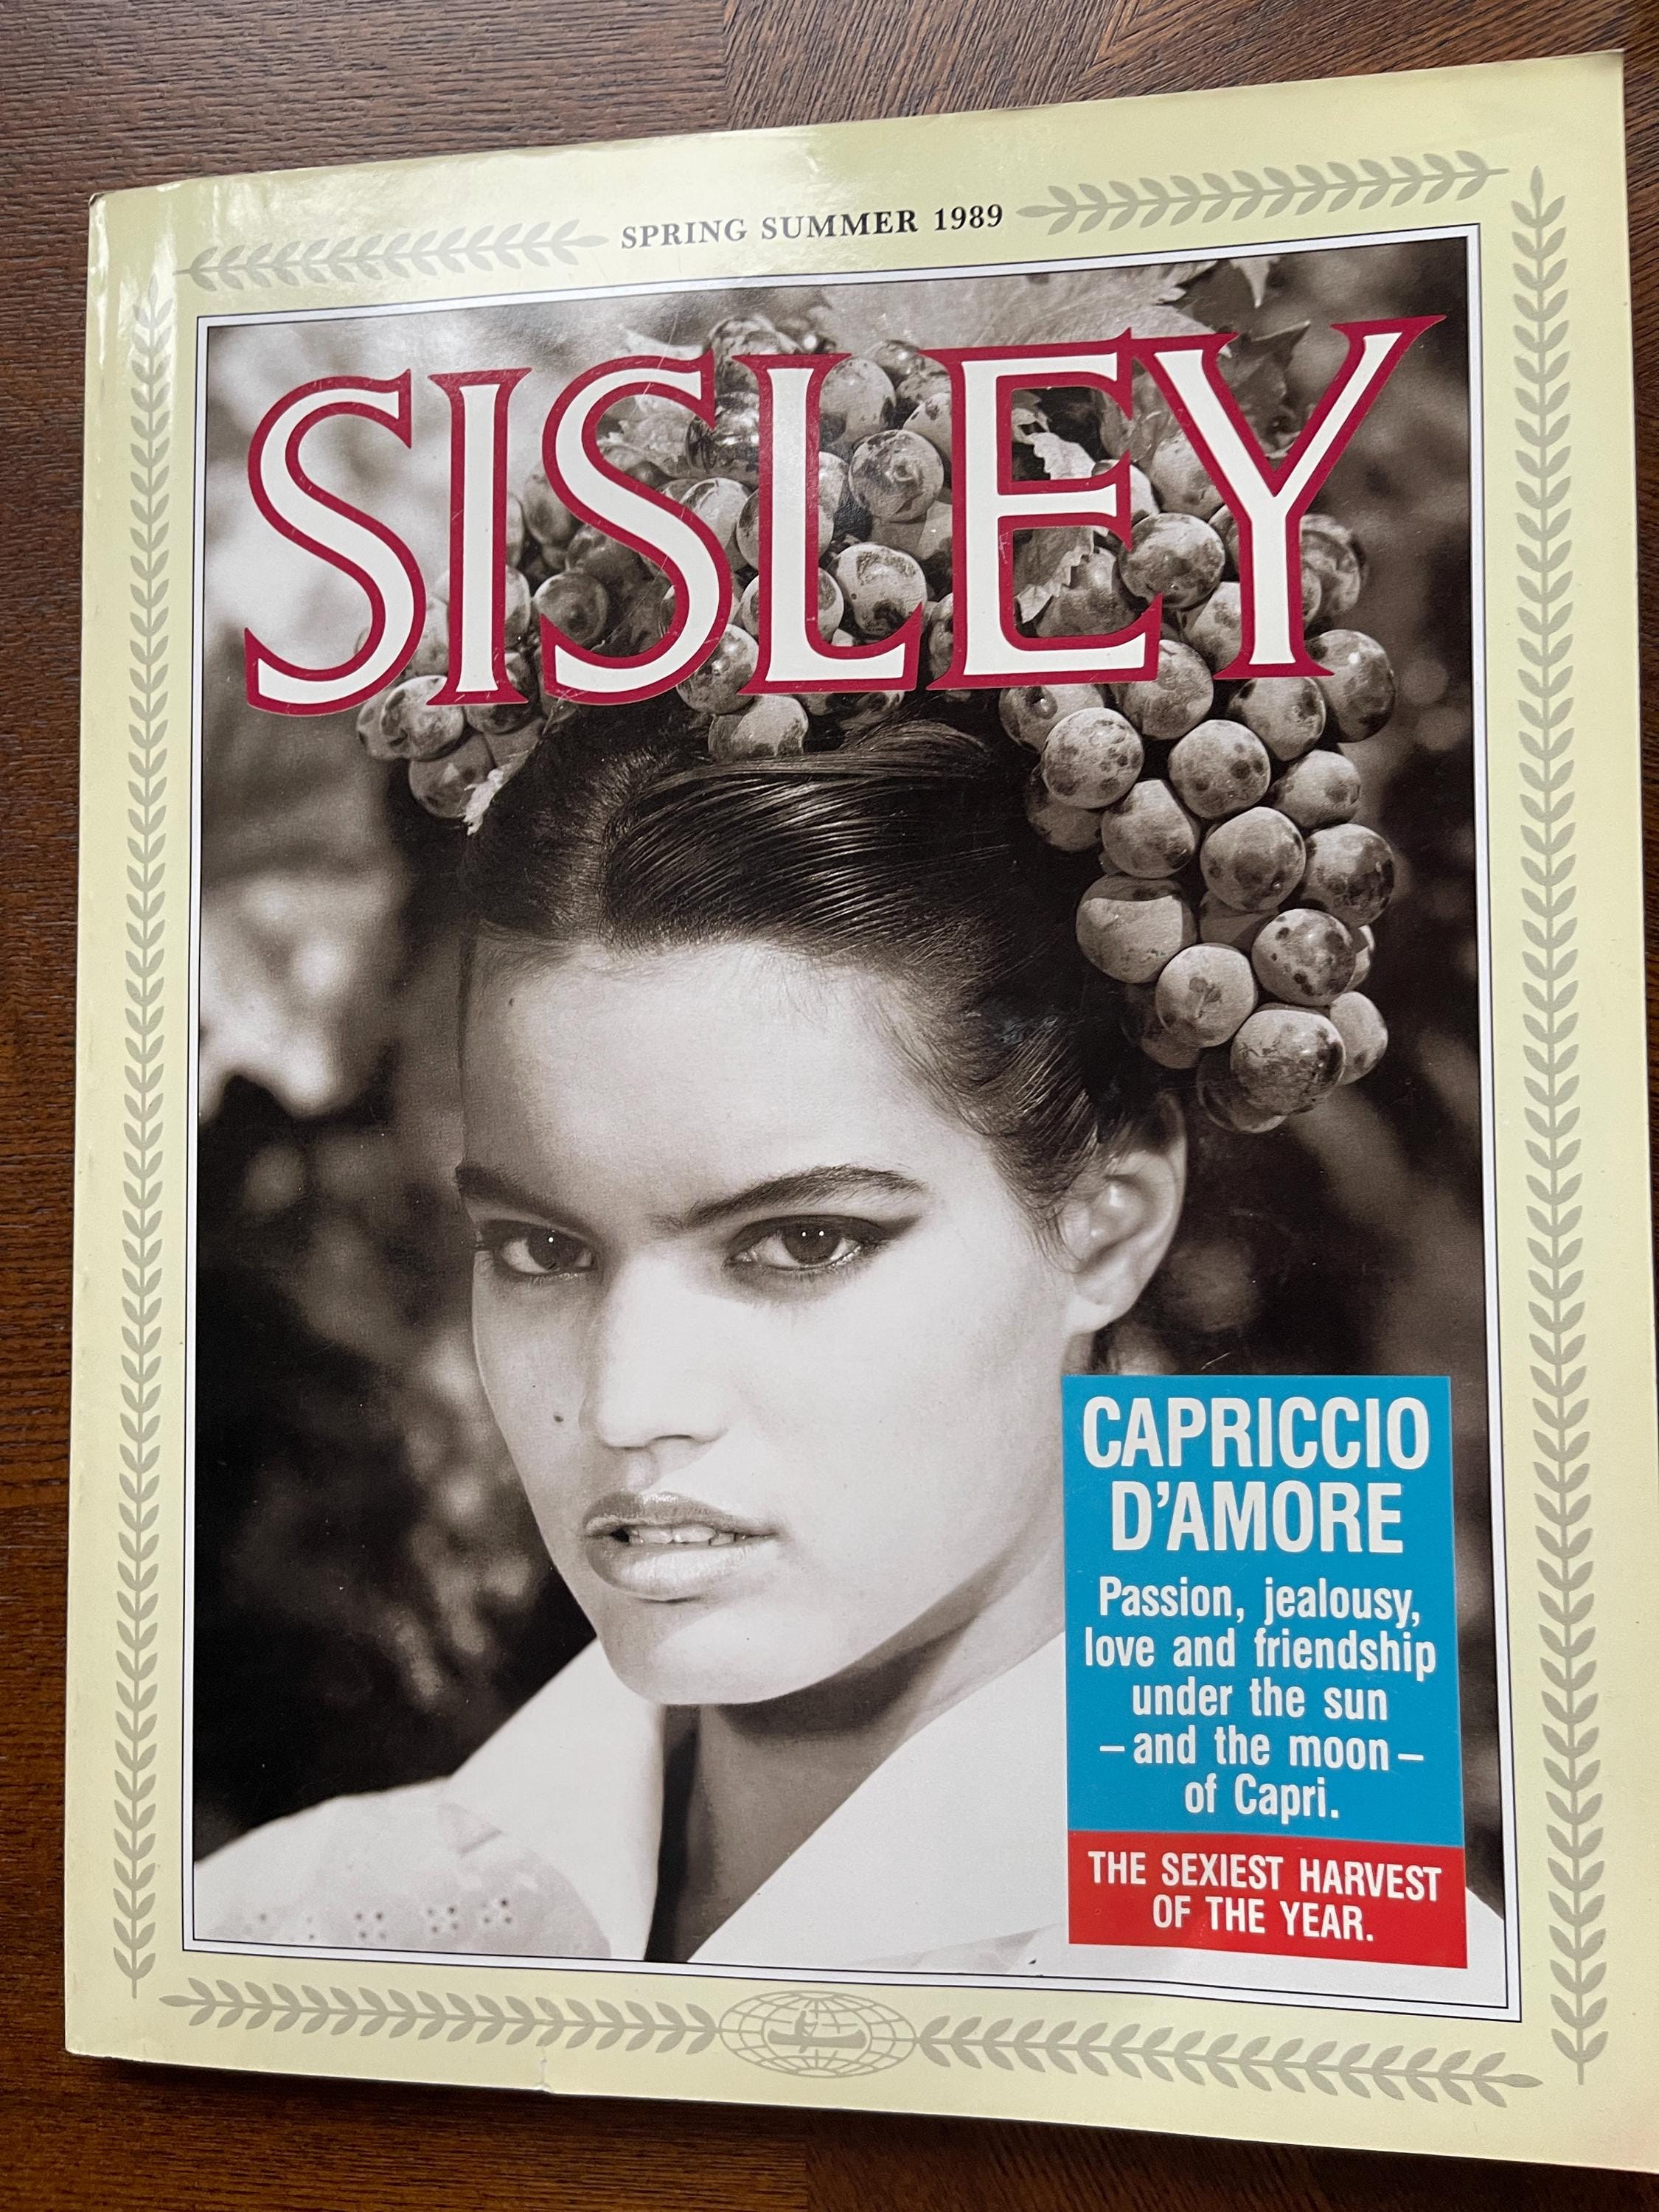 SPRING SUMMER 1989
SISLEY
CAPRICCIO
D'AMORE
Passion, jealousy,
love and friendship
under the sun
– and the moon –
of Capri.
THE SEXIEST HARVEST
OF THE YEAR.